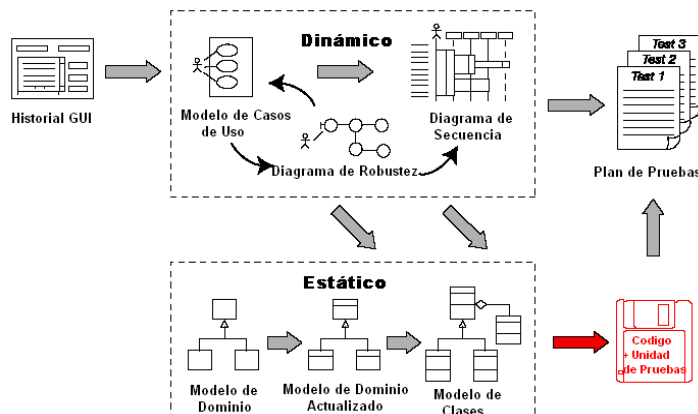 Dinámico
Test 3
Test 2
Test 1
Historial GUI
Modelo de Casos
de Uso
Diagrama de
Secuencia
Diagrama de Robustez
Plan de Pruebas
Estático
Modelo de
Dominio
Modelo de Dominio
Actualizado
Modelo de
Clases
Codigo
+ Unidad
de Pruebas